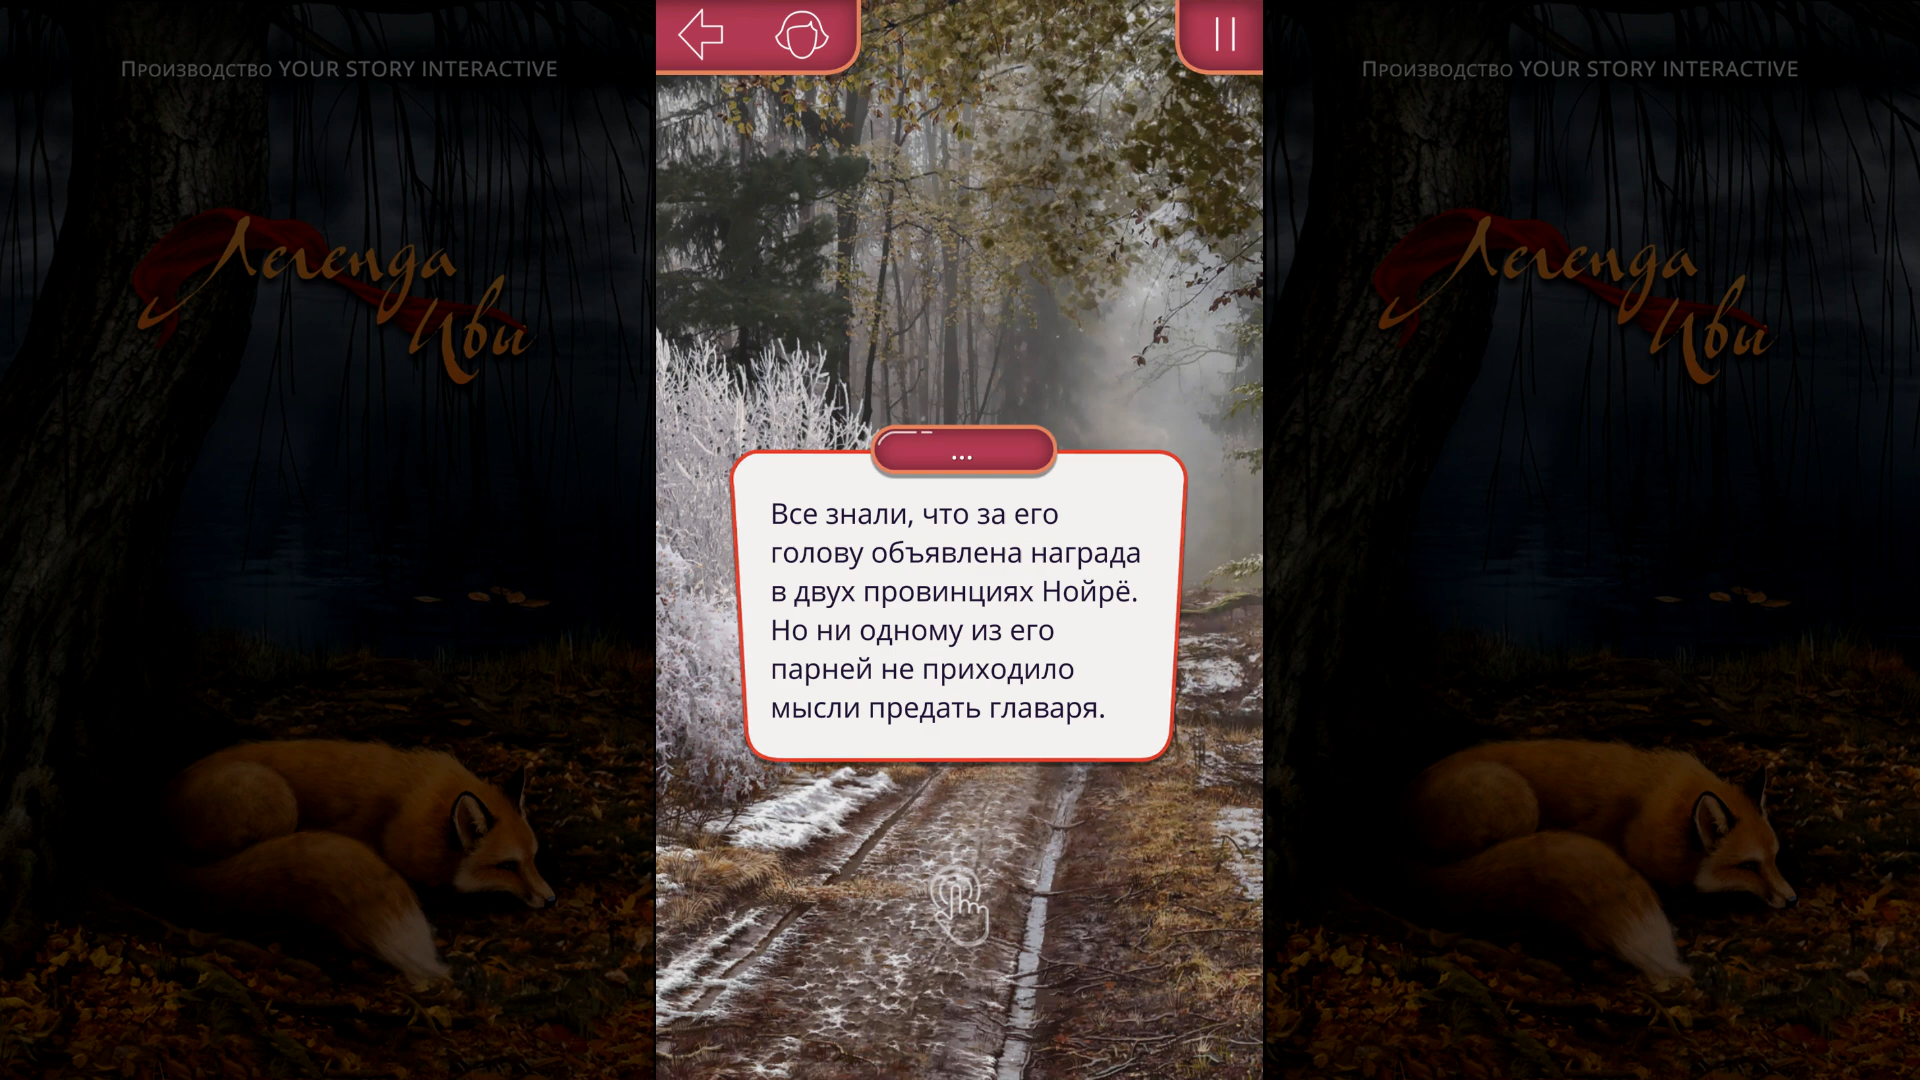 Производство YOUR STORY INTERACTIVE
Легенда
Ивы
...
Все знали, что за его
голову объявлена награда
в двух провинциях Нойрё.
Но ни одному из его
парней не приходило
мысли предать главаря.
Производство YOUR STORY INTERACTIVE
Легенда
Ивы